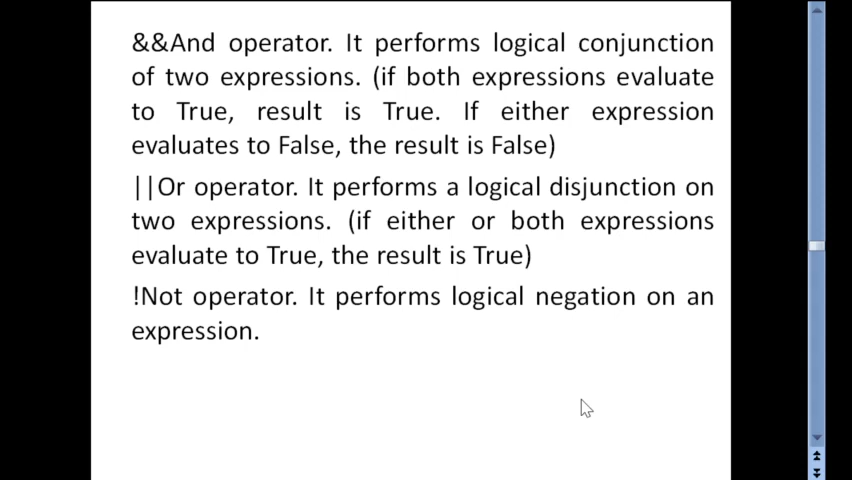 &&And operator. It performs logical conjunction
of two expressions. (if both expressions evaluate
to True, result is True. If either expression
evaluates to False, the result is False)
||Or operator. It performs a logical disjunction on
two expressions. (if either or both expressions
evaluate to True, the result is True)
!Not operator. It performs logical negation on an
expression.